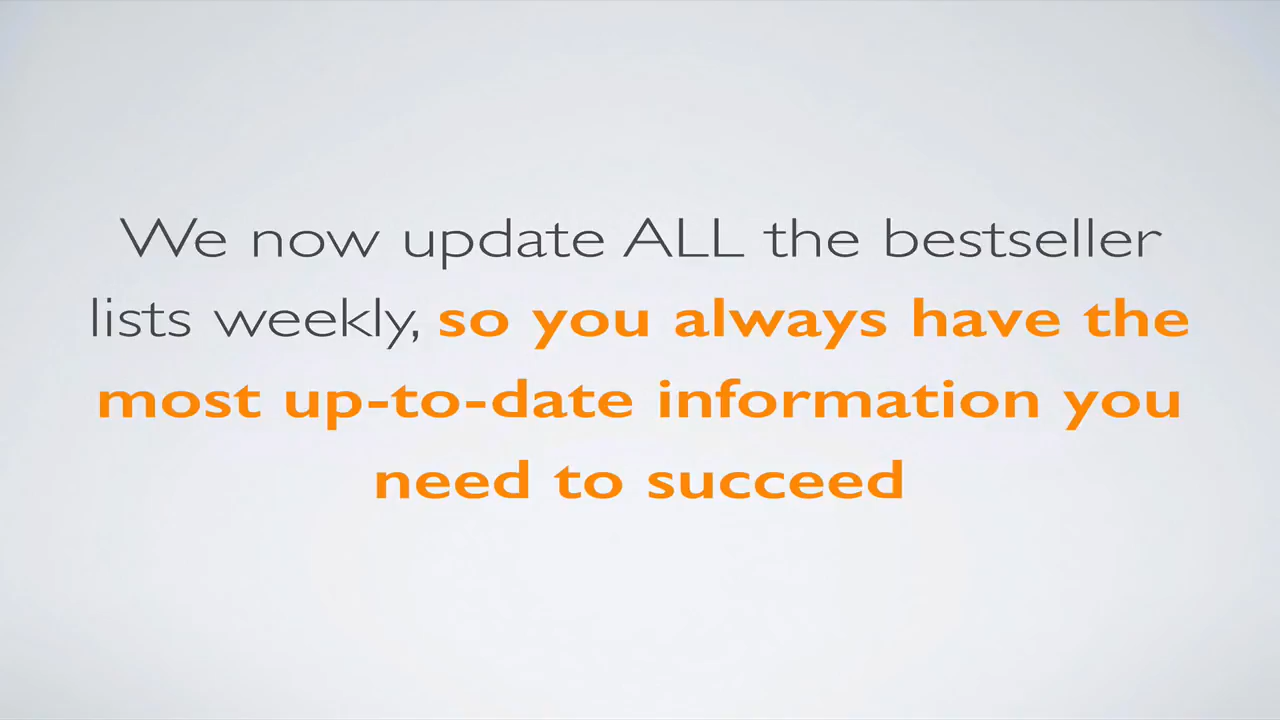 We now update ALL the bestseller
lists weekly, so you always have the
most up-to-date information you
need to succeed